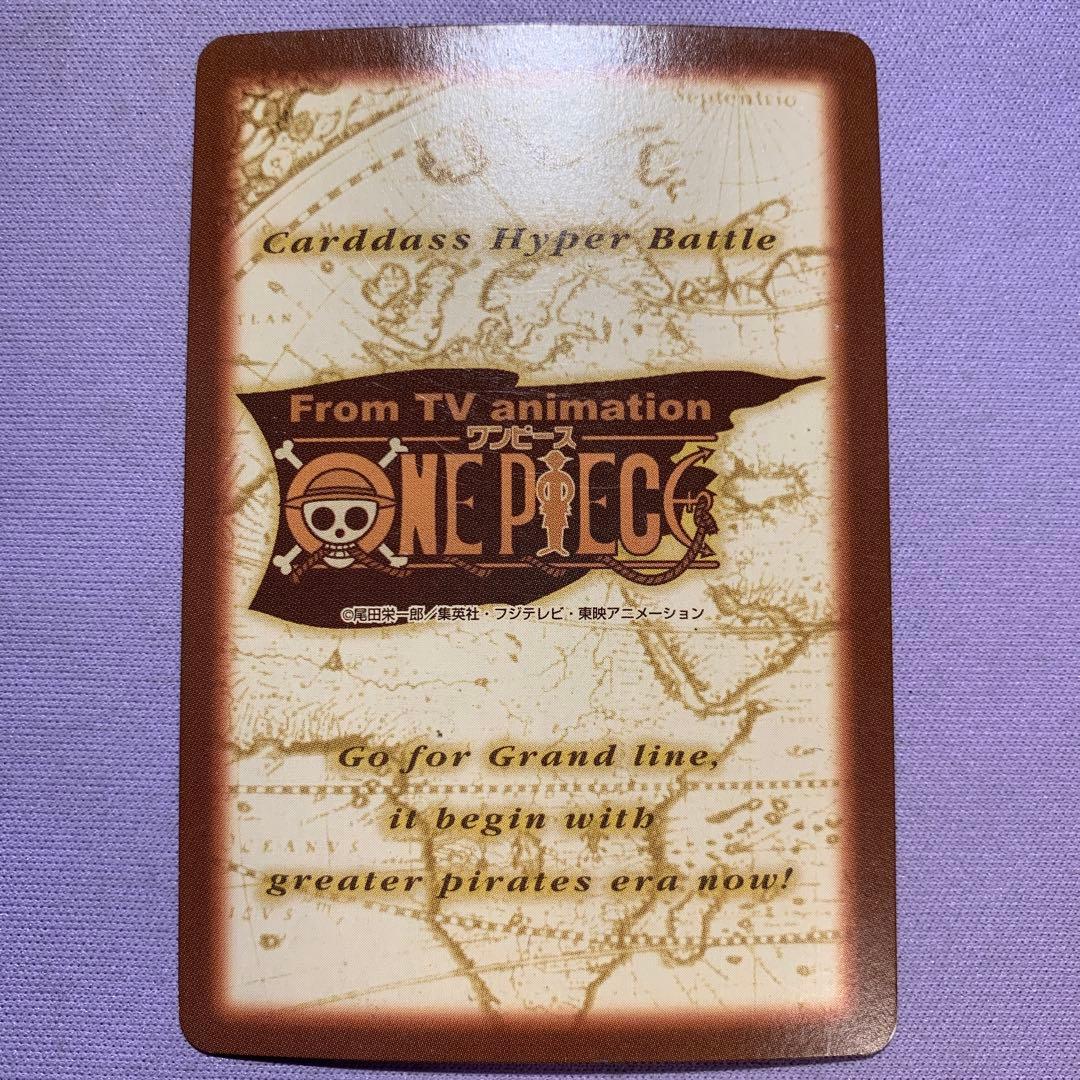 Septentrio
Carddass Hyper Battle
From TV animation
ワンピース
ONE PIECE
©尾田栄一郎／集英社・フジテレビ・東映アニメーション
Go for Grand line,
it begin with
greater pirates era now!